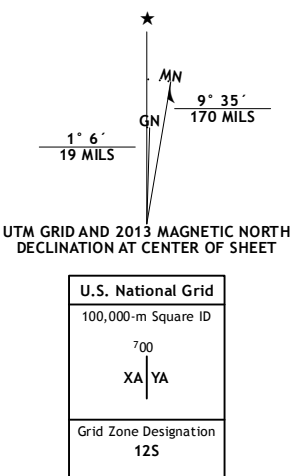 MN
9° 35´
170 MILS
GN
1° 6´
19 MILS
UTM GRID AND 2013 MAGNETIC NORTH
DECLINATION AT CENTER OF SHEET
U.S. National Grid
100,000-m Square ID
⁷00
XA YA
Grid Zone Designation
12S